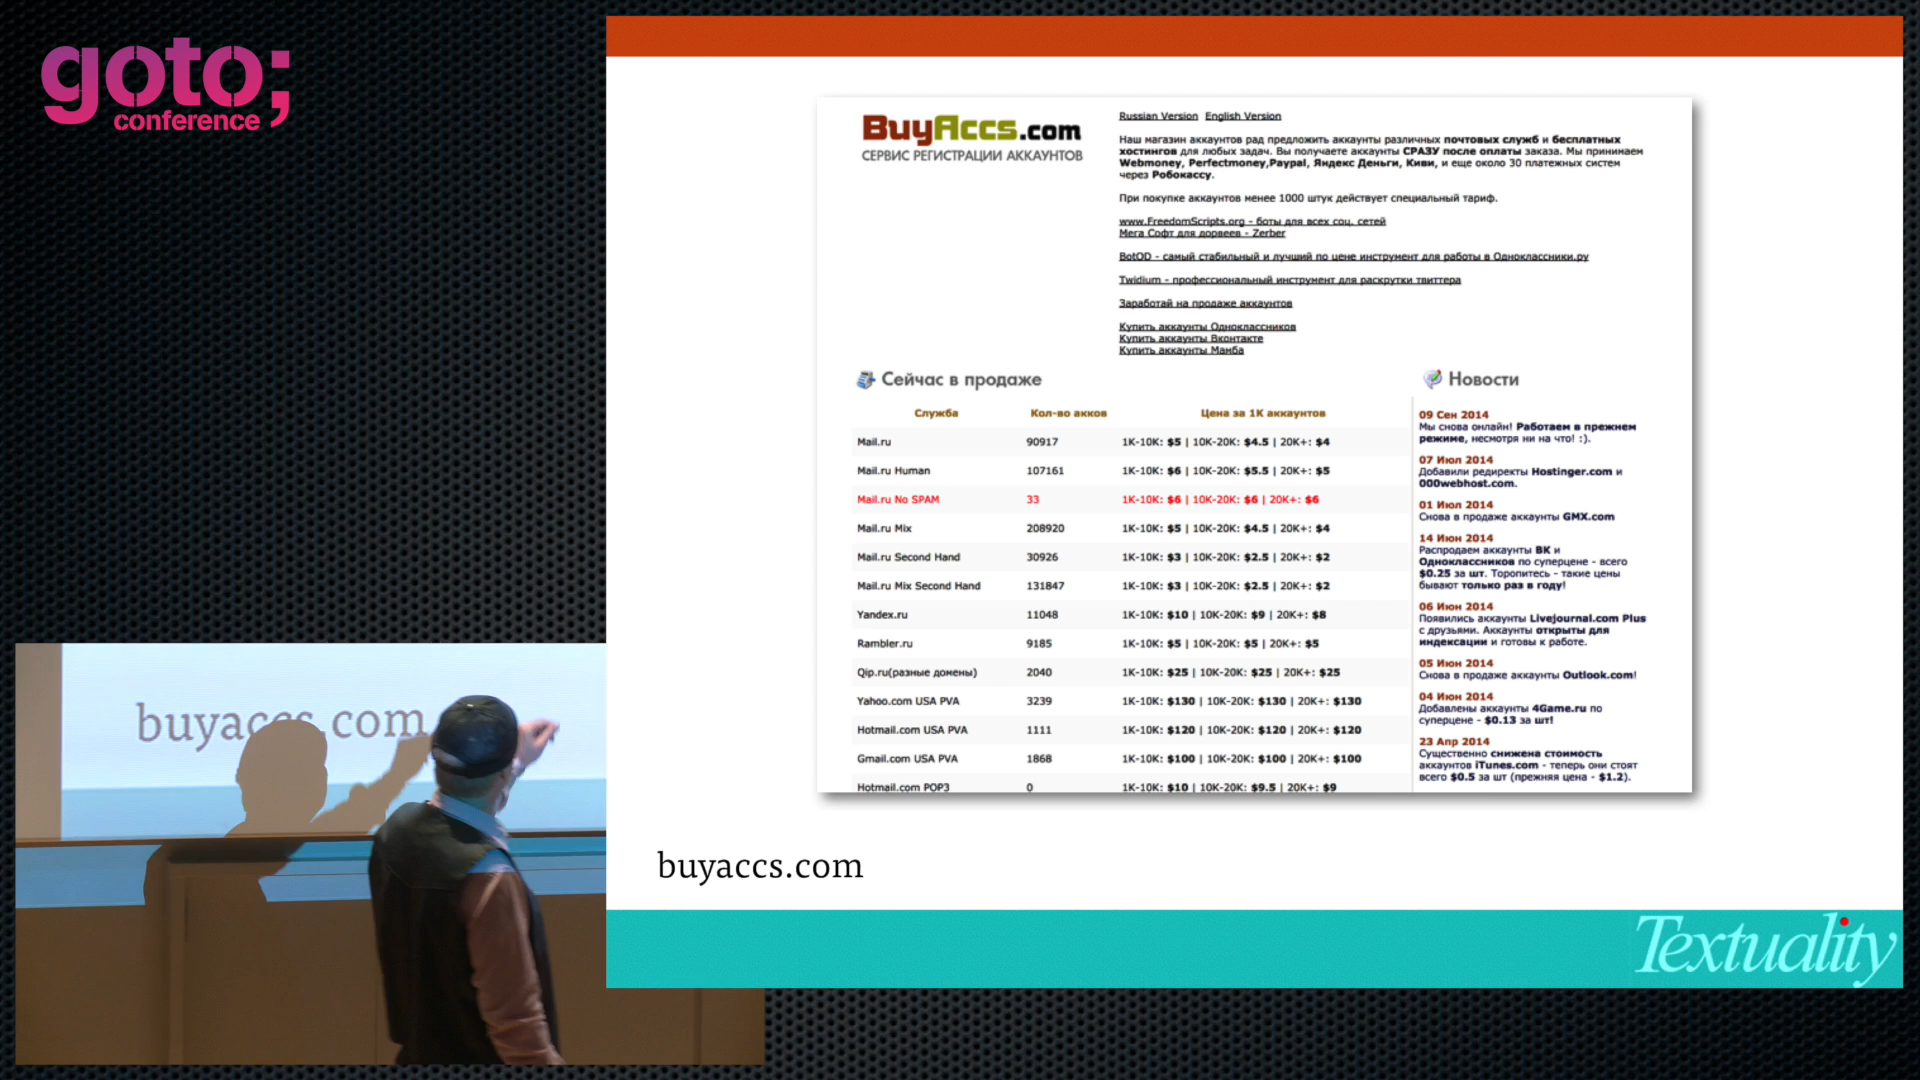 goto;
conference
BuyAccs.com
СЕРВИС РЕГИСТРАЦИИ АККАУНТОВ
Russian Version English Version
Наш магазин аккаунтов рад предложить аккаунты различных почтовых служб и бесплатных
хостингов для любых задач. Вы получаете аккаунты СРАЗУ после оплаты заказа. Мы принимаем
Webmoney, Perfectmoney,Paypal, Яндекс Деньги, Киви, и еще около 30 платежных систем
через Робокассу.
При покупке аккаунтов менее 1000 штук действует специальный тариф.
www.FreedomScripts.org - боты для всех соц. сетей
Мега Софт для дорвеев - Zerber
BotOD - самый стабильный и лучший по цене инструмент для работы в Одноклассники.ру
Twidium - профессиональный инструмент для раскрутки твиттера
Заработай на продаже аккаунтов
Купить аккаунты Одноклассников
Купить аккаунты Вконтакте
Купить аккаунты Манба
Сейчас в продаже
Служба Кол-во акков Цена за 1K аккаунтов
Mail.ru 90917 1K-10K: $5 | 10K-20K: $4.5 | 20K+: $4
Mail.ru Human 107161 1K-10K: $6 | 10K-20K: $5.5 | 20K+: $5
Mail.ru No SPAM 33 1K-10K: $6 | 10K-20K: $6 | 20K+: $6
Mail.ru Mix 208920 1K-10K: $5 | 10K-20K: $4.5 | 20K+: $4
Mail.ru Second Hand 30926 1K-10K: $3 | 10K-20K: $2.5 | 20K+: $2
Mail.ru Mix Second Hand 131847 1K-10K: $3 | 10K-20K: $2.5 | 20K+: $2
Yandex.ru 11048 1K-10K: $10 | 10K-20K: $9 | 20K+: $8
Rambler.ru 9185 1K-10K: $5 | 10K-20K: $5 | 20K+: $5
Qip.ru(разные домены) 2040 1K-10K: $25 | 10K-20K: $25 | 20K+: $25
Yahoo.com USA PVA 3239 1K-10K: $130 | 10K-20K: $130 | 20K+: $130
Hotmail.com USA PVA 1111 1K-10K: $120 | 10K-20K: $120 | 20K+: $120
Gmail.com USA PVA 1868 1K-10K: $100 | 10K-20K: $100 | 20K+: $100
Hotmail.com POP3 0 1K-10K: $10 | 10K-20K: $9.5 | 20K+: $9
Новости
09 Сен 2014
Мы снова онлайн! Работаем в прежнем
режиме, несмотря ни на что! :).
07 Июл 2014
Добавили редиректы Hostinger.com и
000webhost.com.
01 Июл 2014
Снова в продаже аккаунты GMX.com
14 Июн 2014
Распродаем аккаунты ВК и
Одноклассников по суперцене - всего
$0.25 за шт. Торопитесь - такие цены
бывают только раз в году!
06 Июн 2014
Появились аккаунты Livejournal.com Plus
с друзьями. Аккаунты открыты для
индексации и готовы к работе.
05 Июн 2014
Снова в продаже аккаунты Outlook.com!
04 Июн 2014
Добавлены аккаунты 4Game.ru по
суперцене - $0.13 за шт!
23 Апр 2014
Существенно снижена стоимость
аккаунтов iTunes.com - теперь они стоят
всего $0.5 за шт (прежняя цена - $1.2).
buyaccs.com
buyaccs.com
Textuality